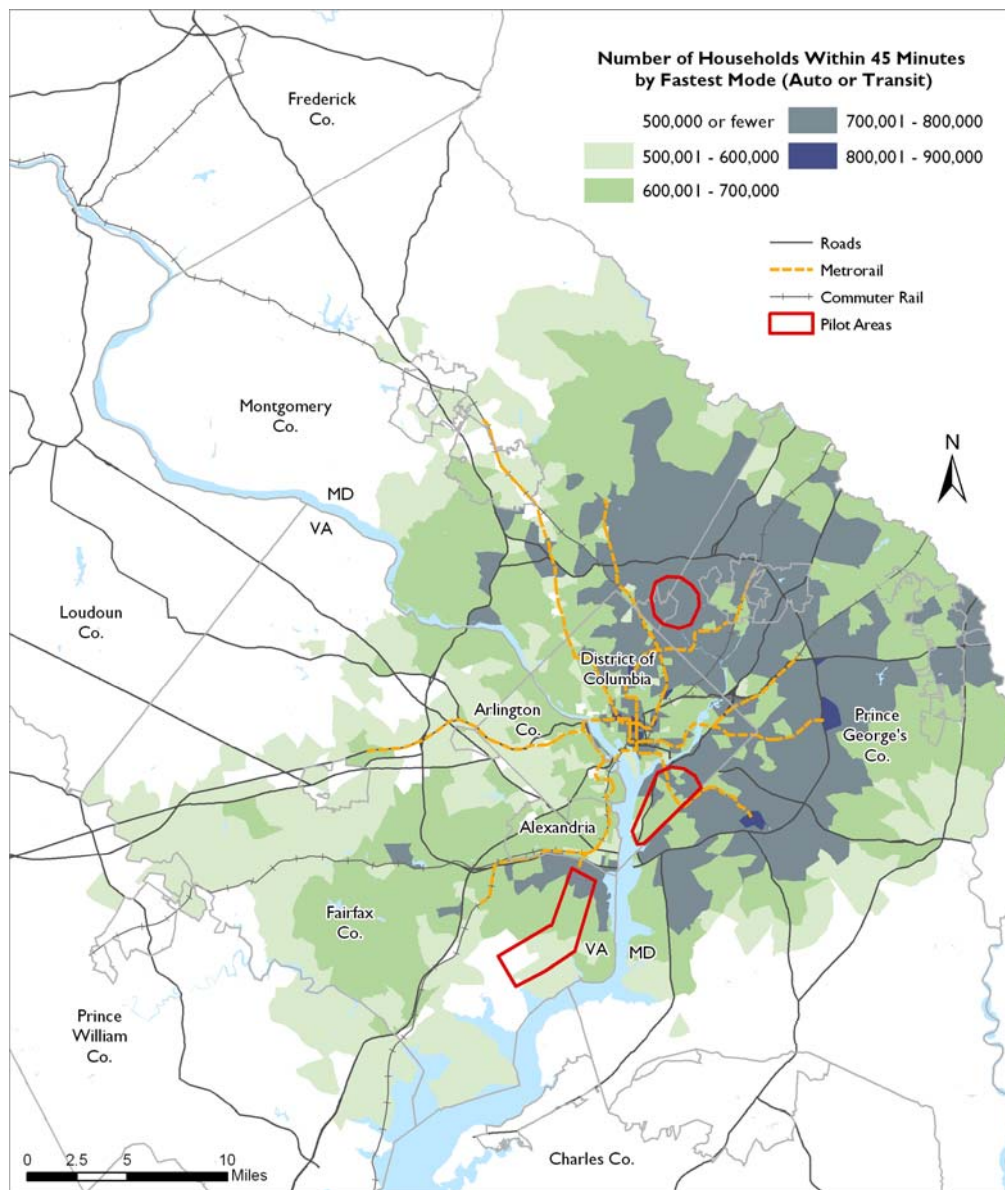 Number of Households Within 45 Minutes
by Fastest Mode (Auto or Transit)
500,000 or fewer
700,001 - 800,000
500,001 - 600,000
800,001 - 900,000
600,001 - 700,000
Roads
Metrorail
Commuter Rail
Pilot Areas
Frederick
Co.
Montgomery
Co.
N
MD
VA
Loudoun
Co.
District of
Columbia
Arlington
Co.
Prince
George's
Co.
Alexandria
Fairfax
Co.
VA
MD
Prince
William
Co.
Charles Co.
0 2.5 5 10
Miles